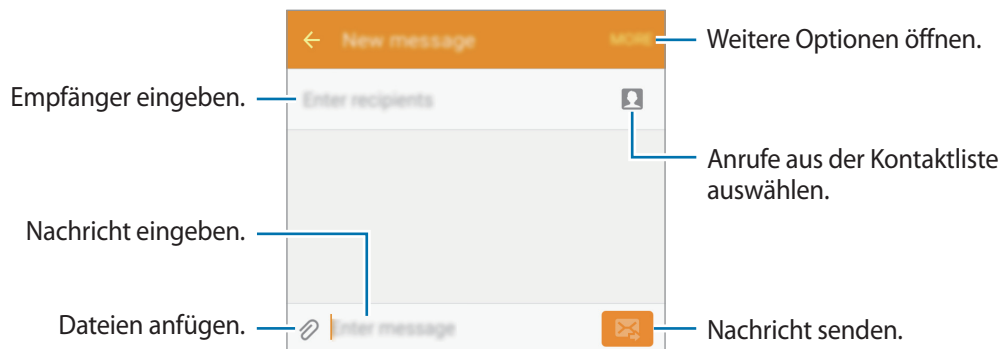 New message
MORE
Weitere Optionen öffnen.
Empfänger eingeben.
Enter recipients
Anrufe aus der Kontaktliste
auswählen.
Nachricht eingeben.
Dateien anfügen.
Enter message
Nachricht senden.